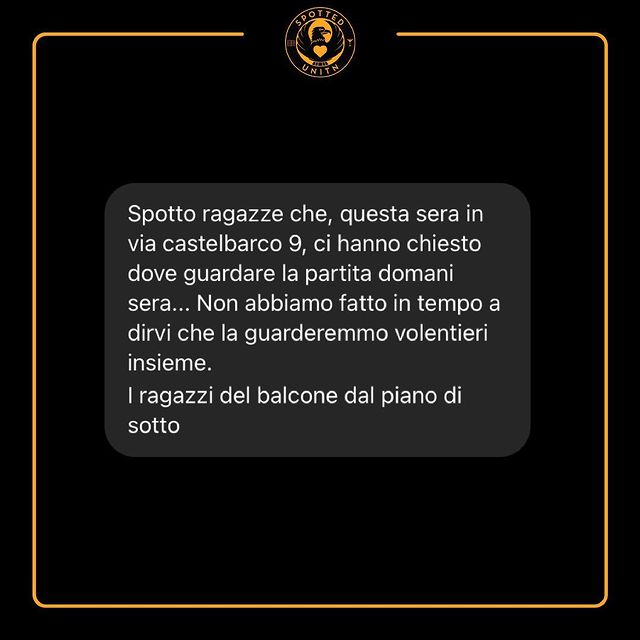 SPOTTED
UNITN
Spotto ragazze che, questa sera in
via castelbarco 9, ci hanno chiesto
dove guardare la partita domani
sera... Non abbiamo fatto in tempo a
dirvi che la guarderemmo volentieri
insieme.
I ragazzi del balcone dal piano di
sotto